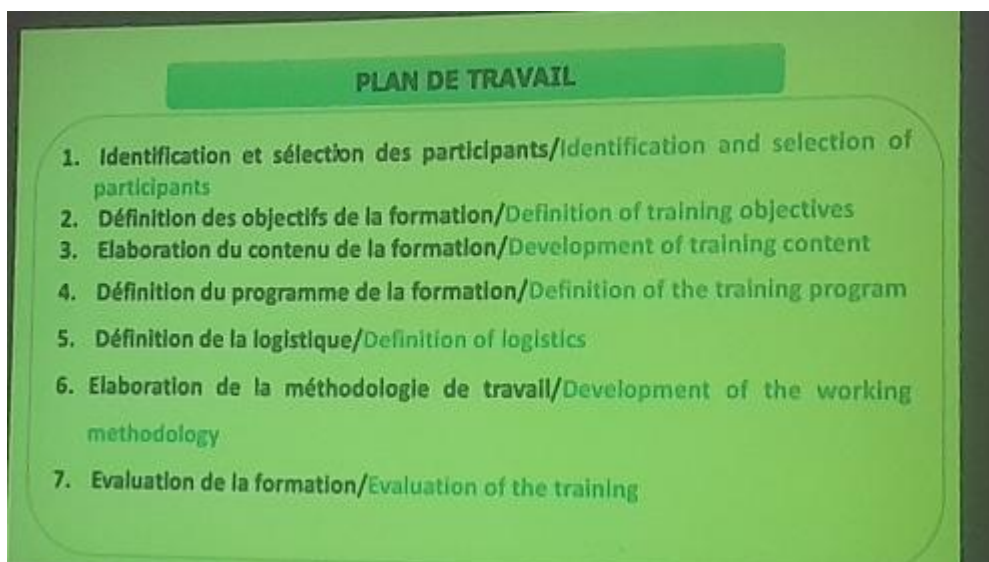 PLAN DE TRAVAIL
1. Identification et sélection des participants/Identification and selection of
participants
2. Définition des objectifs de la formation/Definition of training objectives
3. Elaboration du contenu de la formation/Development of training content
4. Définition du programme de la formation/Definition of the training program
5. Définition de la logistique/Definition of logistics
6. Elaboration de la méthodologie de travail/Development of the working
methodology
7. Evaluation de la formation/Evaluation of the training